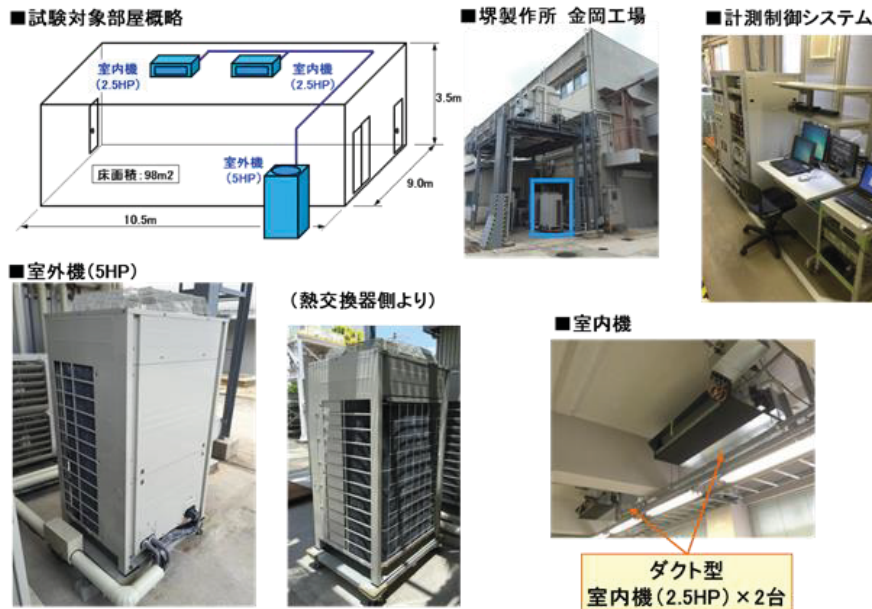 ■試験対象部屋概略
室内機
(2.5HP)
室内機
(2.5HP)
3.5m
室外機
(5HP)
床面積:98m2
9.0m
10.5m
■堺製作所 金岡工場
■計測制御システム
■室外機(5HP)
(熱交換器側より)
■室内機
ダクト型
室内機(2.5HP)×2台